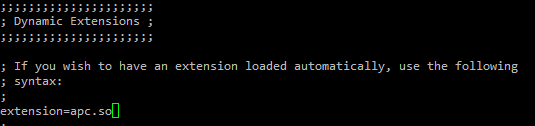 ;;;;;;;;;;;;;;;;;;;;;;
; Dynamic Extensions ;
;;;;;;;;;;;;;;;;;;;;;;
; If you wish to have an extension loaded automatically, use the following
; syntax:
;
extension=apc.so
;